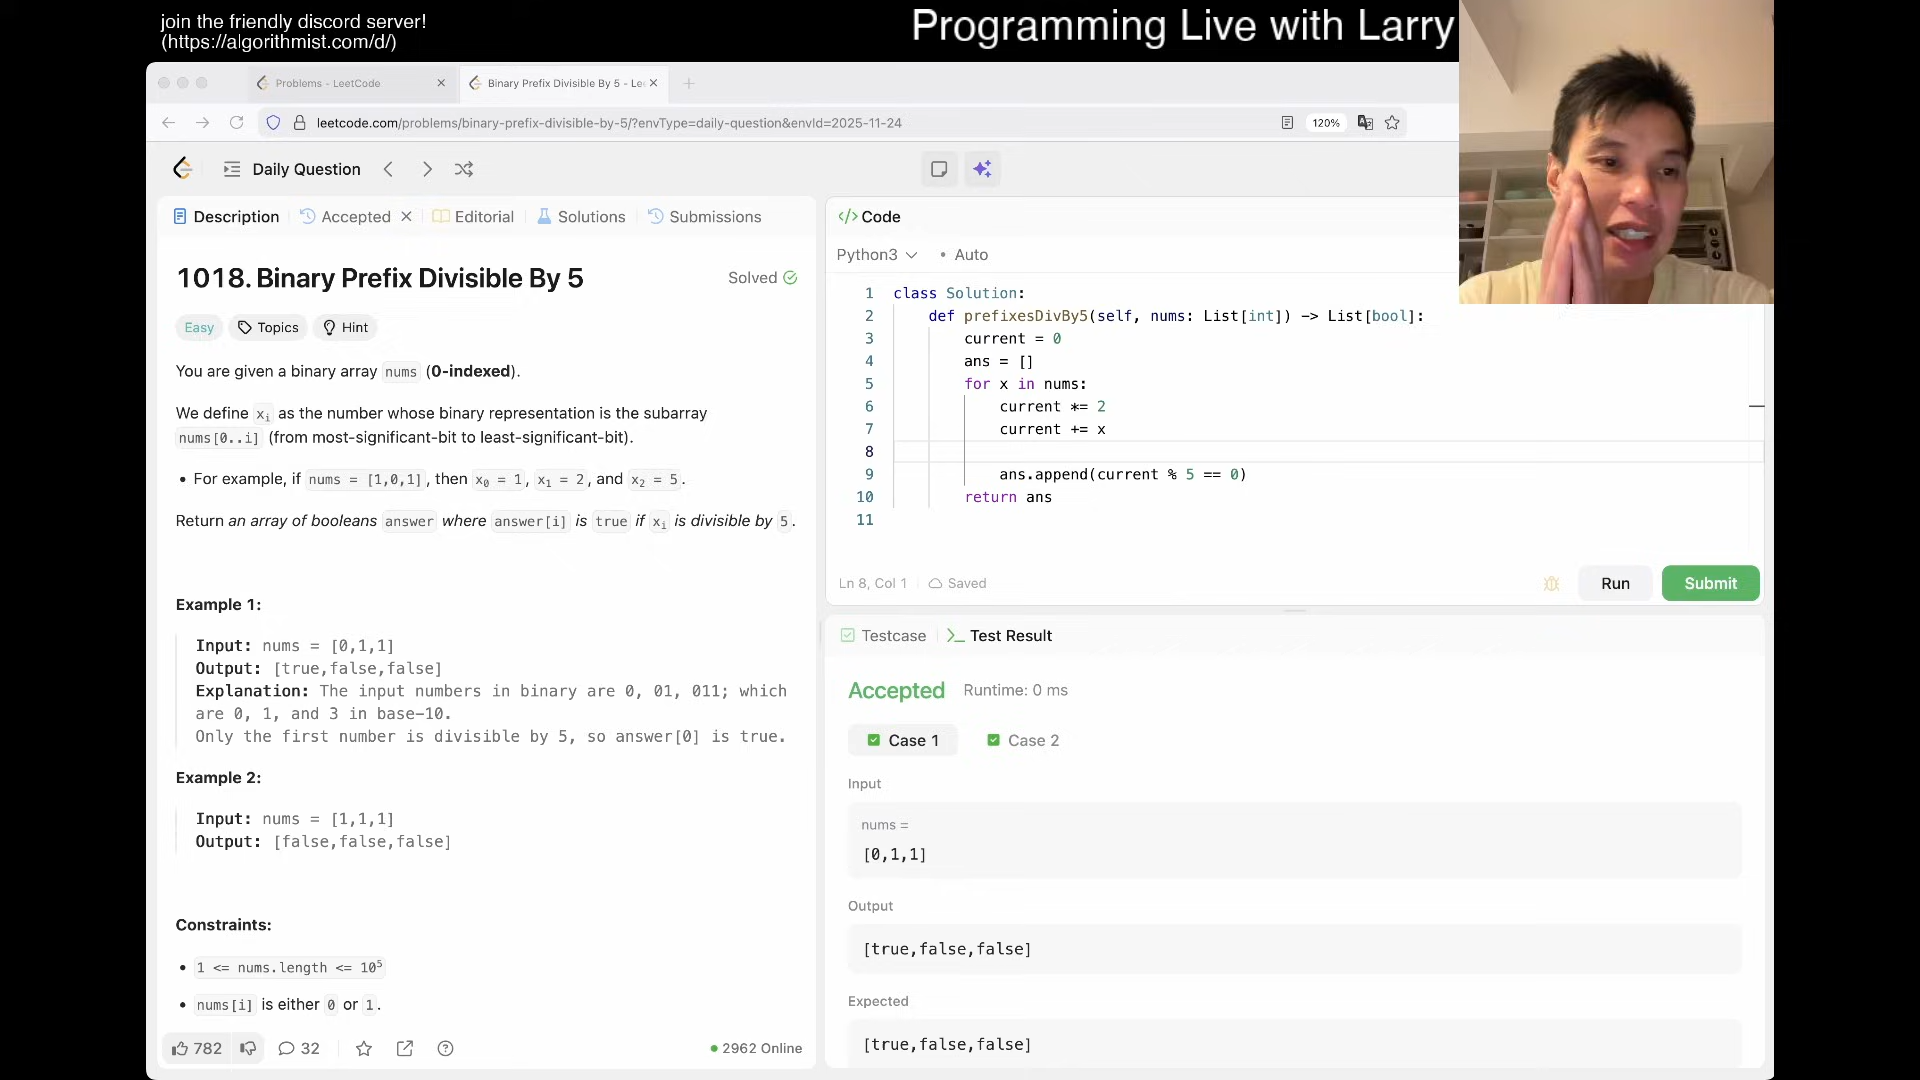 join the friendly discord server!
(https://algorithmist.com/d/)
Programming Live with Larry
Problems - LeetCode
Binary Prefix Divisible By 5 - Le
leetcode.com/problems/binary-prefix-divisible-by-5/?envType=daily-question&envId=2025-11-24
120%
Daily Question
Description
Accepted
Editorial
Solutions
Submissions
1018. Binary Prefix Divisible By 5
Solved
Easy
Topics
Hint
You are given a binary array nums (0-indexed).
We define xi as the number whose binary representation is the subarray
nums[0..i] (from most-significant-bit to least-significant-bit).
• For example, if nums = [1,0,1], then x0 = 1, x1 = 2, and x2 = 5.
Return an array of booleans answer where answer[i] is true if xi is divisible by 5.
Example 1:
Input: nums = [0,1,1]
Output: [true,false,false]
Explanation: The input numbers in binary are 0, 01, 011; which
are 0, 1, and 3 in base-10.
Only the first number is divisible by 5, so answer[0] is true.
Example 2:
Input: nums = [1,1,1]
Output: [false,false,false]
Constraints:
• 1 <= nums.length <= 10^5
• nums[i] is either 0 or 1.
782
32
2962 Online
</> Code
Python3
• Auto
1 class Solution:
2 def prefixesDivBy5(self, nums: List[int]) -> List[bool]:
3 current = 0
4 ans = []
5 for x in nums:
6 current *= 2
7 current += x
8
9 ans.append(current % 5 == 0)
10 return ans
11
Ln 8, Col 1
Saved
Run
Submit
Testcase
Test Result
Accepted
Runtime: 0 ms
Case 1
Case 2
Input
nums =
[0,1,1]
Output
[true,false,false]
Expected
[true,false,false]